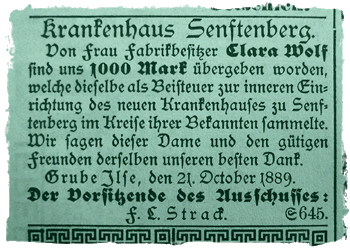 Krankenhaus Senftenberg.
Von Frau Fabrikbesitzer Clara Wolf
sind uns 1000 Mark übergeben worden,
welche dieselbe als Beisteuer zur inneren Ein-
richtung des neuen Krankenhauses zu Senf-
tenberg im Kreise ihrer Bekannten sammelte.
Wir sagen dieser Dame und den gütigen
Freunden derselben unseren besten Dank.
Grube Ilse, den 21. October 1889.
Der Vorsitzende des Ausschusses:
F. C. Strack. S645.